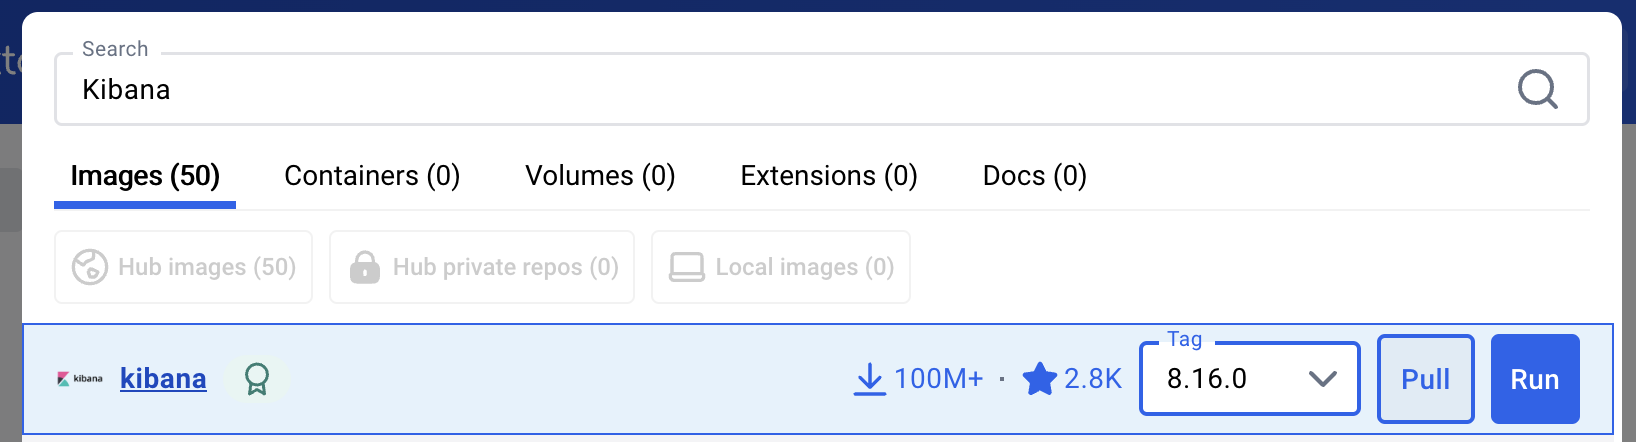 Search
Kibana
Images (50) Containers (0) Volumes (0) Extensions (0) Docs (0)
Hub images (50) Hub private repos (0) Local images (0)
Tag
kibana kibana 100M+ · 2.8K 8.16.0 Pull Run